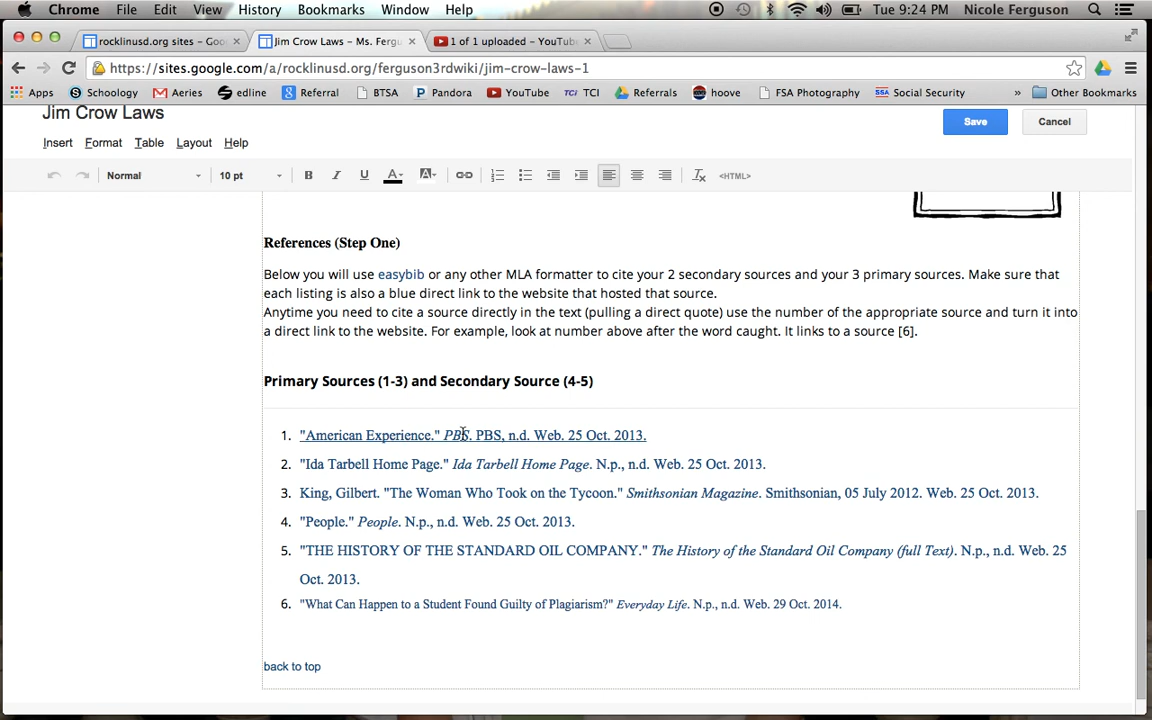 Chrome File Edit View History Bookmarks Window Help Tue 9:24 PM Nicole Ferguson
rocklinusd.org sites – Goo Jim Crow Laws – Ms. Fergu 1 of 1 uploaded – YouTube
https://sites.google.com/a/rocklinusd.org/ferguson3rdwiki/jim-crow-laws-1
Apps Schoology Aeries edline Referral BTSA Pandora YouTube TCi TCI Referrals hoove FSA Photography SSA Social Security » Other Bookmarks
Jim Crow Laws
Save Cancel
Insert Format Table Layout Help
Normal 10 pt B I U A A <HTML>
References (Step One)
Below you will use easybib or any other MLA formatter to cite your 2 secondary sources and your 3 primary sources. Make sure that
each listing is also a blue direct link to the website that hosted that source.
Anytime you need to cite a source directly in the text (pulling a direct quote) use the number of the appropriate source and turn it into
a direct link to the website. For example, look at number above after the word caught. It links to a source [6].
Primary Sources (1-3) and Secondary Source (4-5)
1. "American Experience." PBS. PBS, n.d. Web. 25 Oct. 2013.
2. "Ida Tarbell Home Page." Ida Tarbell Home Page. N.p., n.d. Web. 25 Oct. 2013.
3. King, Gilbert. "The Woman Who Took on the Tycoon." Smithsonian Magazine. Smithsonian, 05 July 2012. Web. 25 Oct. 2013.
4. "People." People. N.p., n.d. Web. 25 Oct. 2013.
5. "THE HISTORY OF THE STANDARD OIL COMPANY." The History of the Standard Oil Company (full Text). N.p., n.d. Web. 25
Oct. 2013.
6. "What Can Happen to a Student Found Guilty of Plagiarism?" Everyday Life. N.p., n.d. Web. 29 Oct. 2014.
back to top